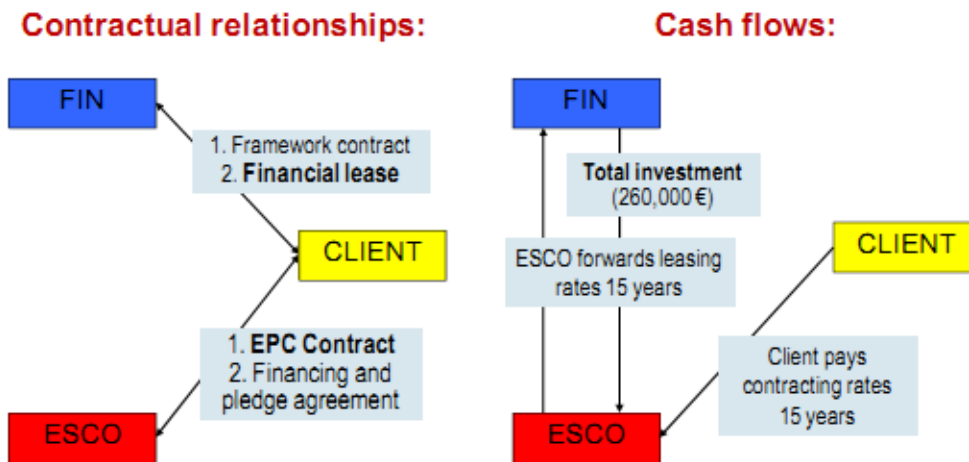 Contractual relationships:
FIN
1. Framework contract
2. Financial lease
CLIENT
1. EPC Contract
2. Financing and
pledge agreement
ESCO
Cash flows:
FIN
Total investment
(260,000 €)
ESCO forwards leasing
rates 15 years
CLIENT
Client pays
contracting rates
15 years
ESCO